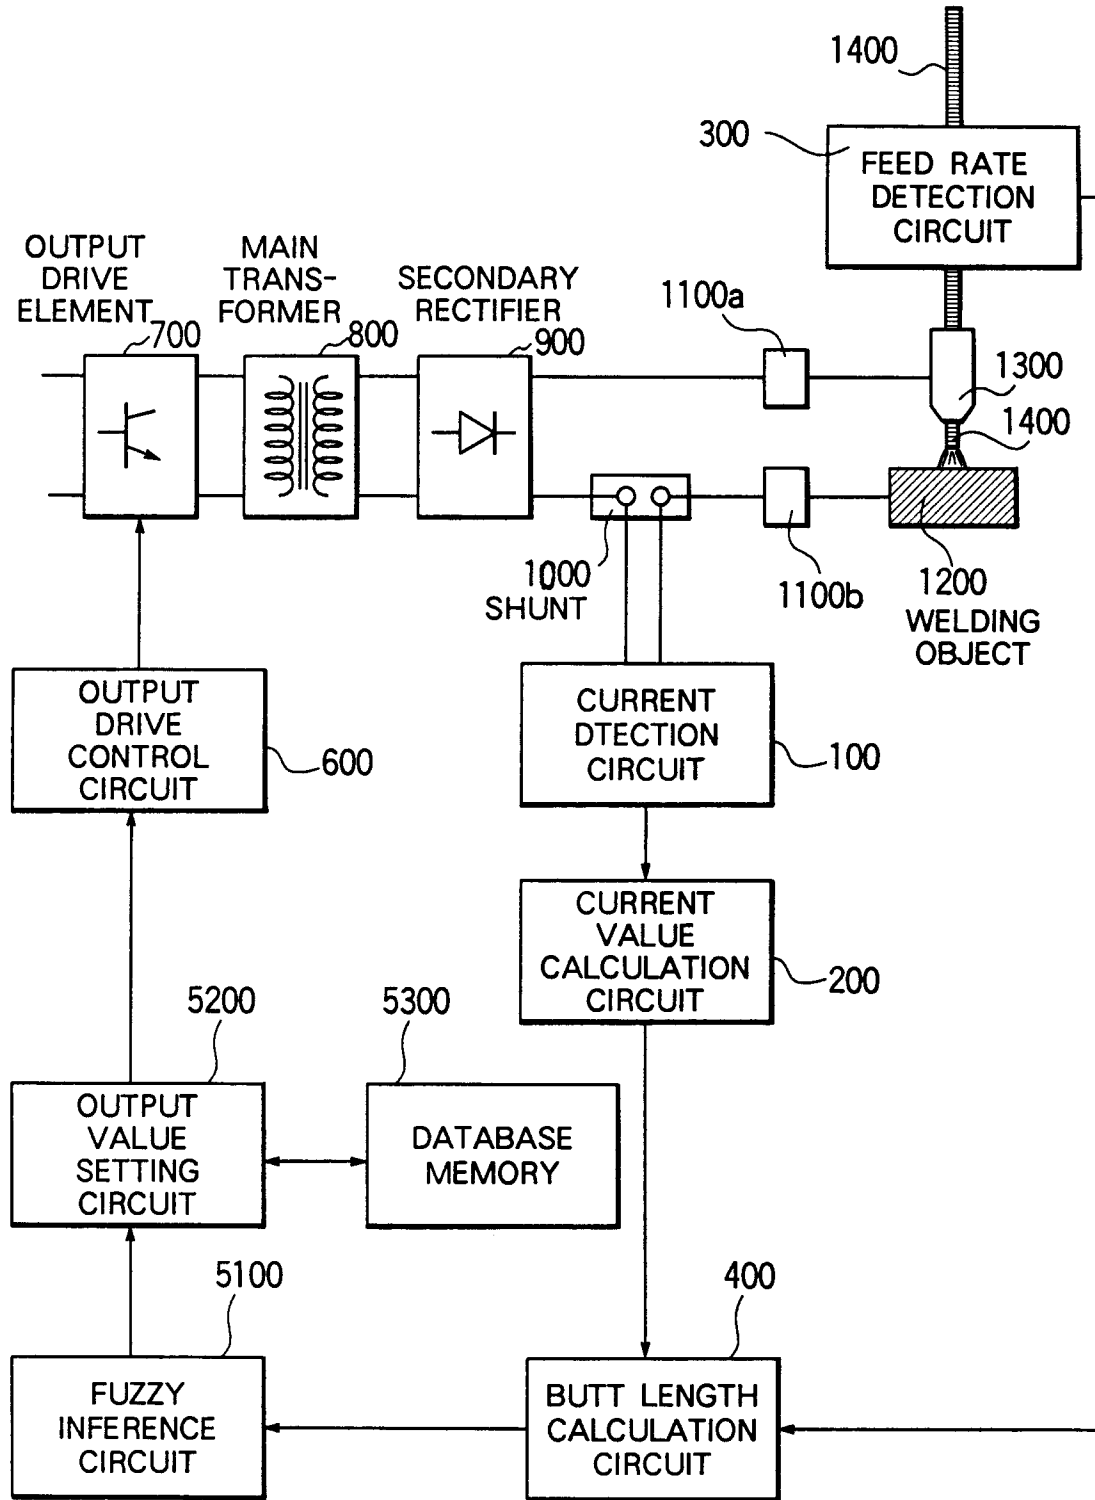 1400
300
FEED RATE
DETECTION
CIRCUIT
OUTPUT
DRIVE
ELEMENT
700
MAIN
TRANS-
FORMER
800
SECONDARY
RECTIFIER
900
1100a
1300
1400
1000
SHUNT
1100b
1200
WELDING
OBJECT
OUTPUT
DRIVE
CONTROL
CIRCUIT
600
CURRENT
DTECTION
CIRCUIT
100
CURRENT
VALUE
CALCULATION
CIRCUIT
200
5200
5300
OUTPUT
VALUE
SETTING
CIRCUIT
DATABASE
MEMORY
5100
400
FUZZY
INFERENCE
CIRCUIT
BUTT LENGTH
CALCULATION
CIRCUIT